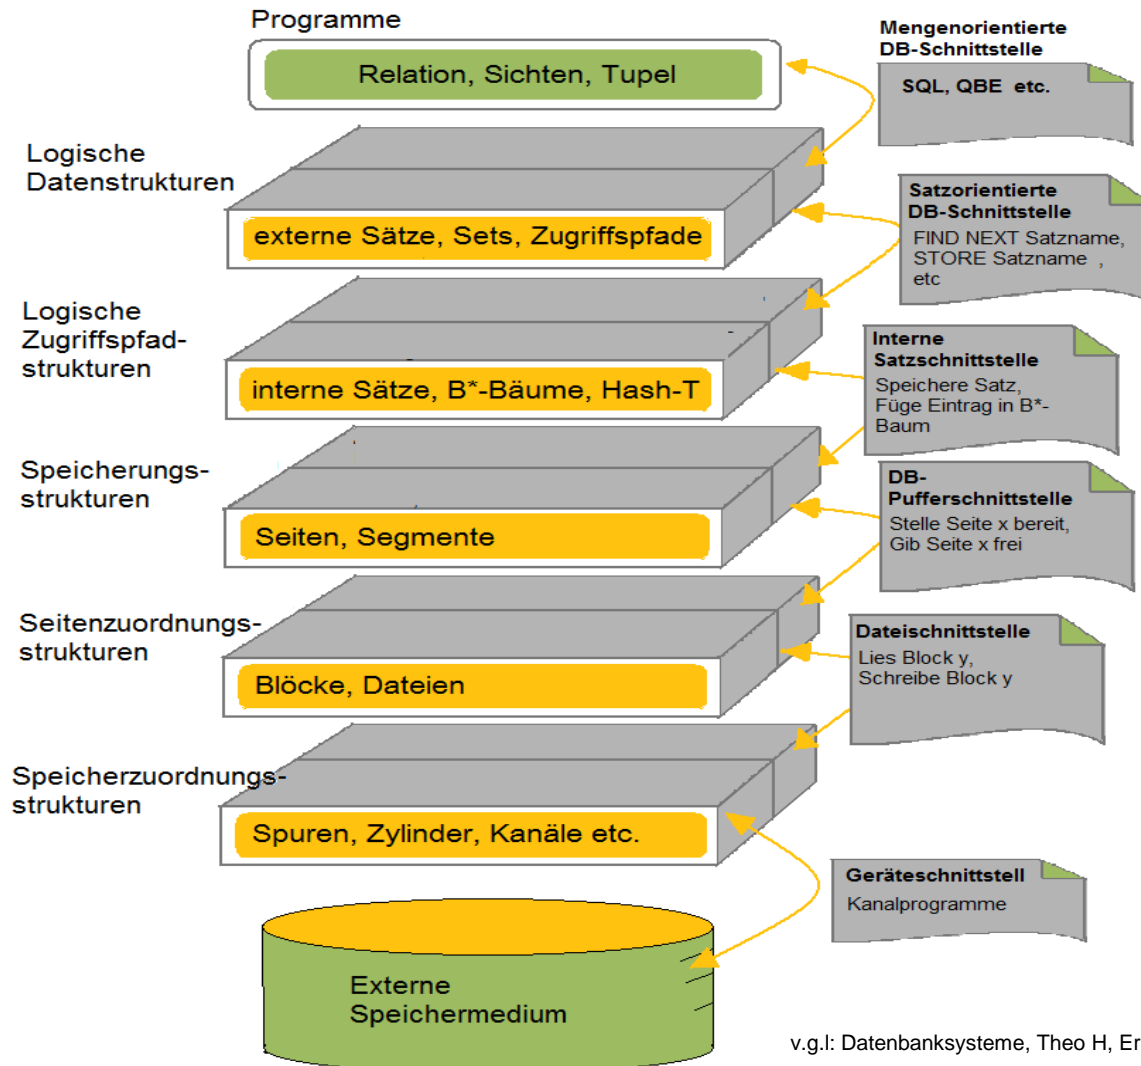 Programme
Relation, Sichten, Tupel
Mengenorientierte
DB-Schnittstelle
SQL, QBE etc.
Logische
Datenstrukturen
externe Sätze, Sets, Zugriffspfade
Satzorientierte
DB-Schnittstelle
FIND NEXT Satzname,
STORE Satzname ,
etc
Logische
Zugriffspfad-
strukturen
interne Sätze, B*-Bäume, Hash-T
Interne
Satzschnittstelle
Speichere Satz,
Füge Eintrag in B*-
Baum
Speicherungs-
strukturen
Seiten, Segmente
DB-
Pufferschnittstelle
Stelle Seite x bereit,
Gib Seite x frei
Seitenzuordnungs-
strukturen
Blöcke, Dateien
Dateischnittstelle
Lies Block y,
Schreibe Block y
Speicherzuordnungs-
strukturen
Spuren, Zylinder, Kanäle etc.
Geräteschnittstell
Kanalprogramme
Externe
Speichermedium
v.g.l: Datenbanksysteme, Theo H, Er